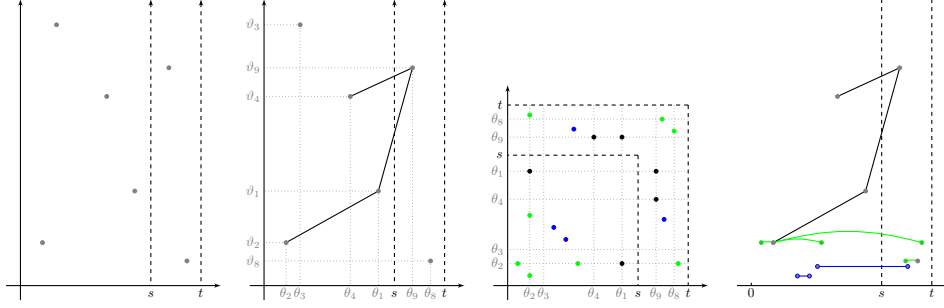 s t
ϑ₃
ϑ₉
ϑ₄
ϑ₁
ϑ₂
ϑ₈
θ₂ θ₃ θ₄ θ₁ s θ₉ θ₈ t
t
θ₈
θ₉
s
θ₁
θ₄
θ₃
θ₂
θ₂ θ₃ θ₄ θ₁ s θ₉ θ₈ t
0 s t